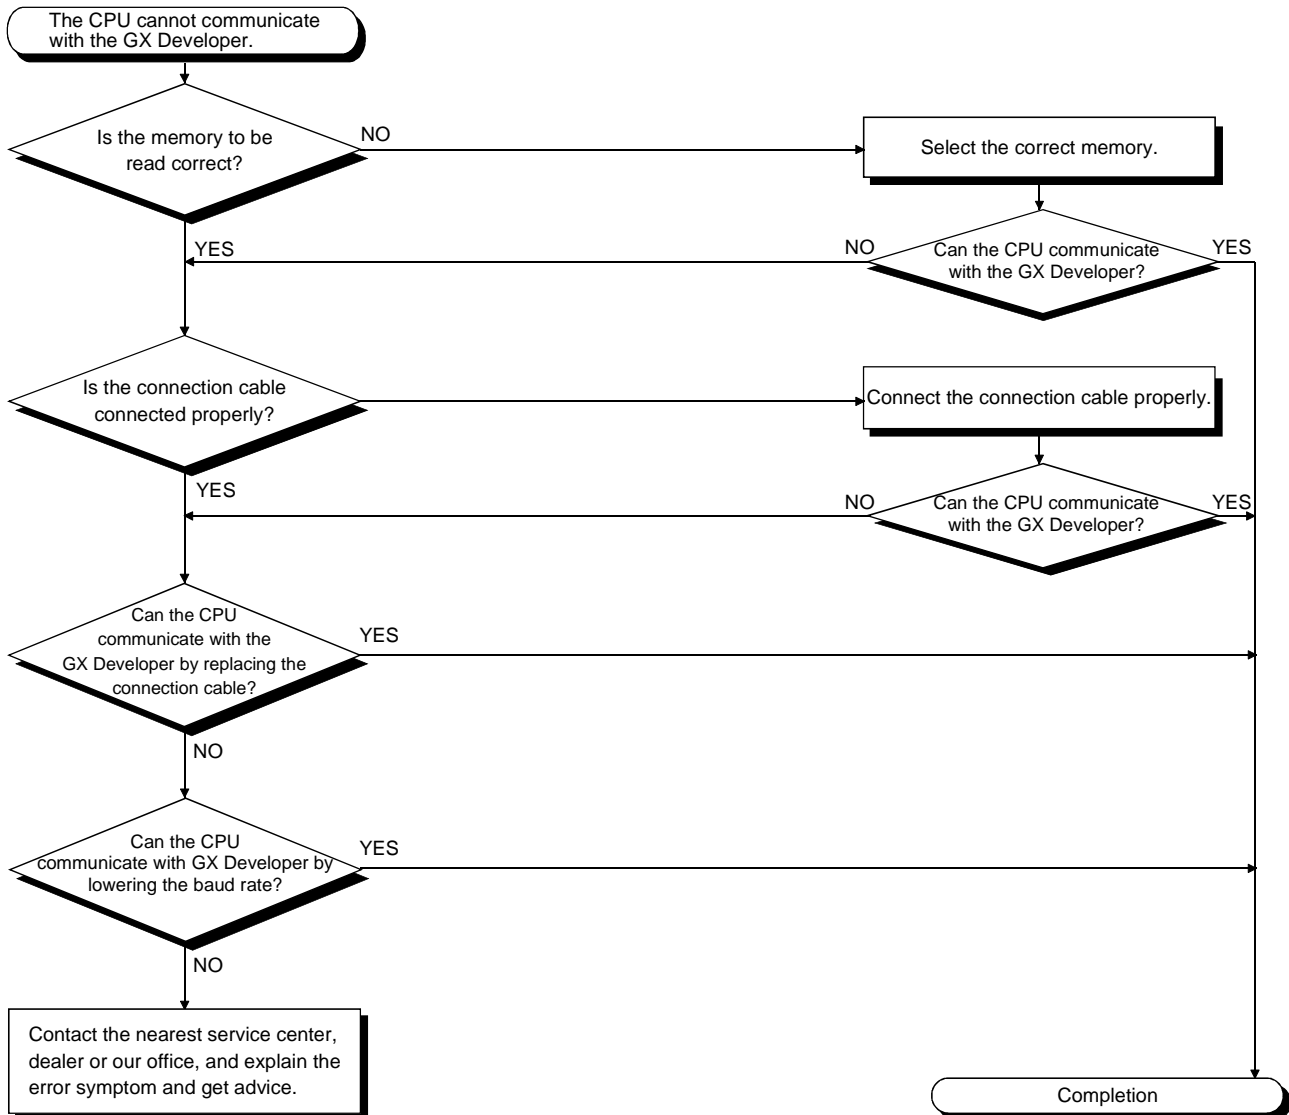 The CPU cannot communicate
with the GX Developer.
Is the memory to be
read correct?
NO
Select the correct memory.
YES
NO
Can the CPU communicate
with the GX Developer?
YES
Is the connection cable
connected properly?
Connect the connection cable properly.
YES
NO
Can the CPU communicate
with the GX Developer?
YES
Can the CPU
communicate with the
GX Developer by replacing the
connection cable?
YES
NO
Can the CPU
communicate with GX Developer by
lowering the baud rate?
YES
NO
Contact the nearest service center,
dealer or our office, and explain the
error symptom and get advice.
Completion